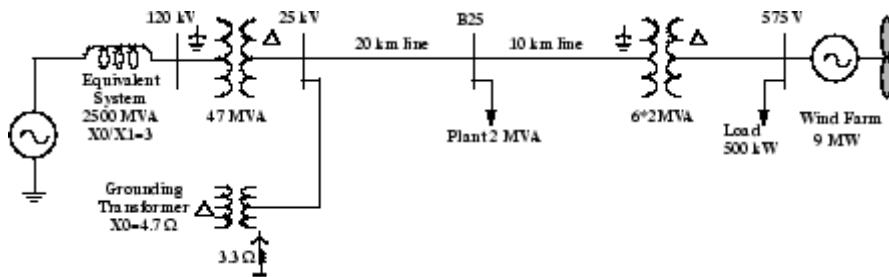 120 kV
25 kV
B25
575 V
20 km line
10 km line
Equivalent
System
2500 MVA
X0/X1=3
47 MVA
Plant 2 MVA
6*2MVA
Load
500 kW
Wind Farm
9 MW
Grounding
Transformer
X0=4.7 Ω
3.3 Ω